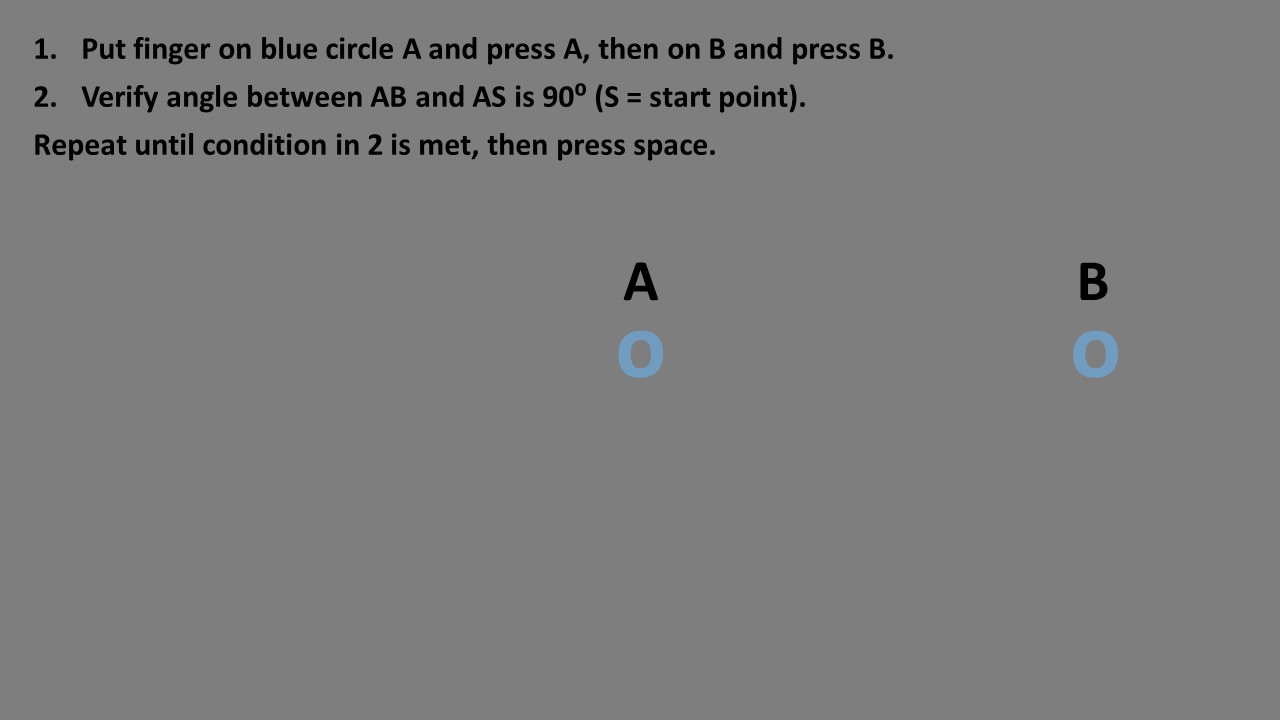 1. Put finger on blue circle A and press A, then on B and press B.
2. Verify angle between AB and AS is 90⁰ (S = start point).
Repeat until condition in 2 is met, then press space.
A B
O O